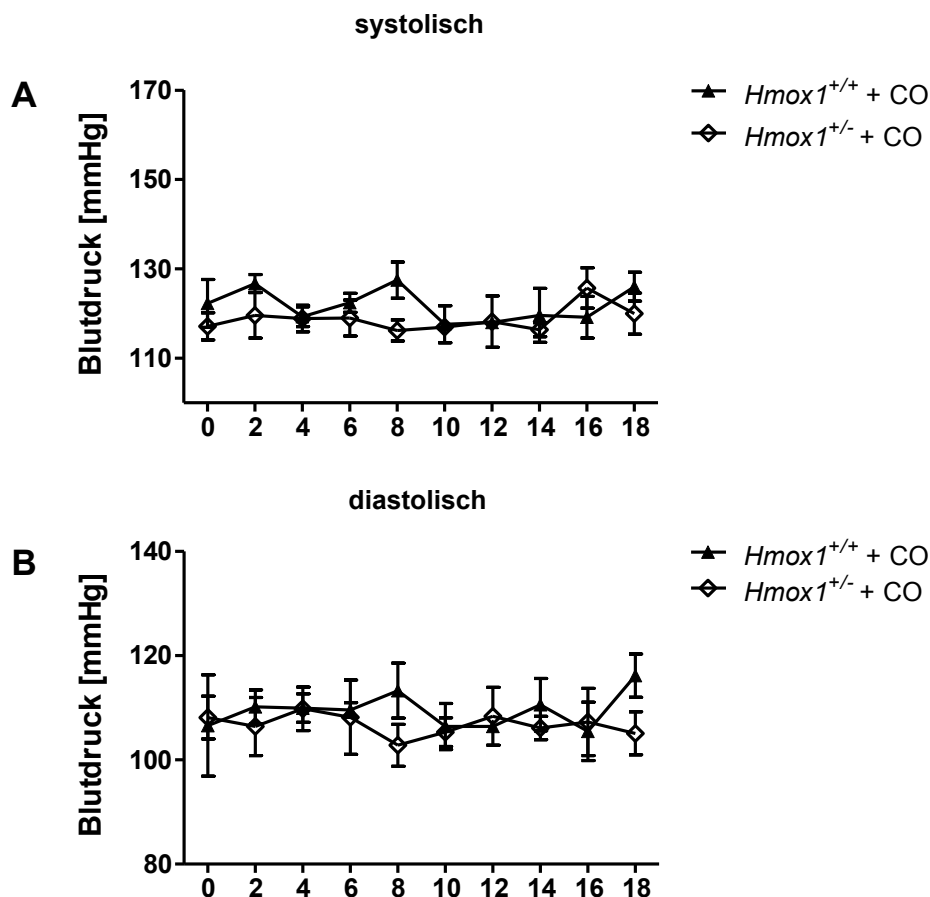 systolisch
A
170
150
130
110
Blutdruck [mmHg]
0 2 4 6 8 10 12 14 16 18
Hmox1+/+ + CO
Hmox1+/- + CO
diastolisch
B
140
120
100
80
Blutdruck [mmHg]
0 2 4 6 8 10 12 14 16 18
Hmox1+/+ + CO
Hmox1+/- + CO